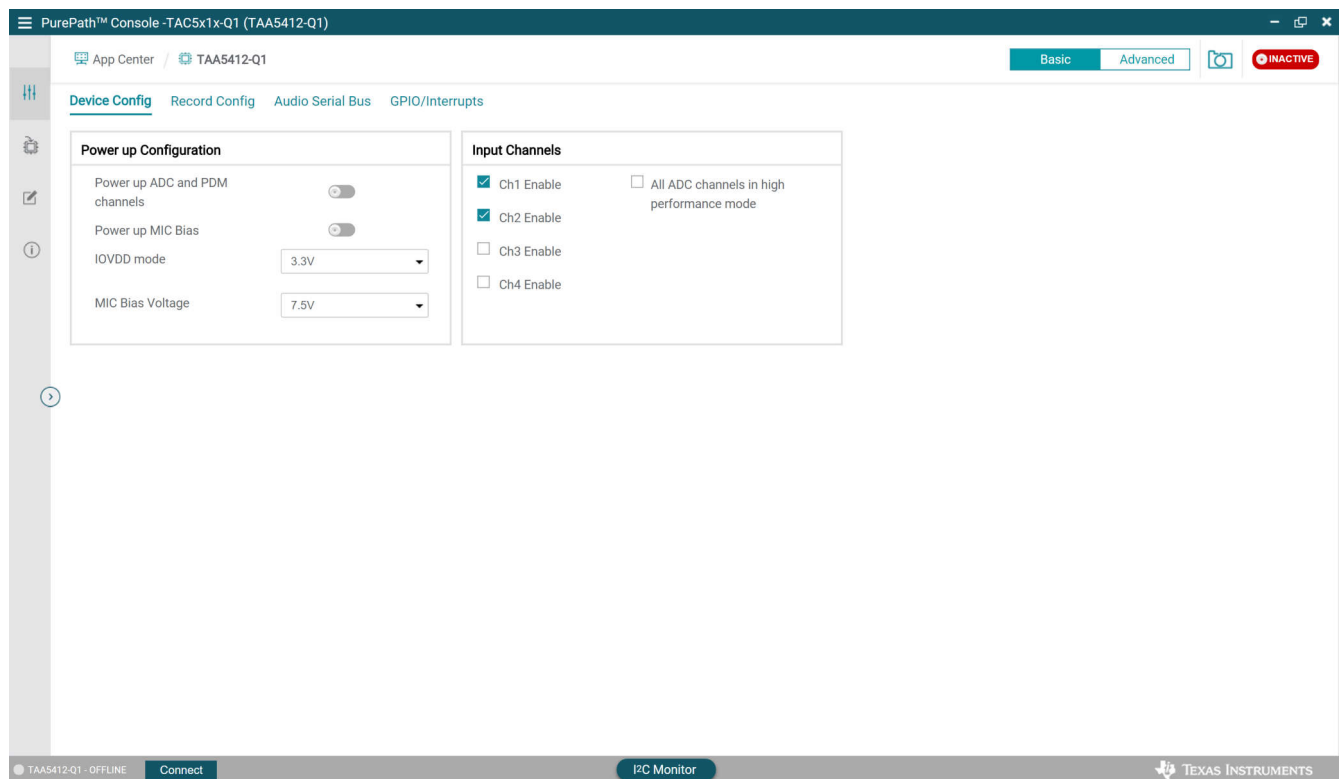 PurePath™ Console -TAC5x1x-Q1 (TAA5412-Q1)
App Center / TAA5412-Q1
Basic
Advanced
INACTIVE
Device Config
Record Config
Audio Serial Bus
GPIO/Interrupts
Power up Configuration
Power up ADC and PDM
channels
Power up MIC Bias
IOVDD mode
3.3V
MIC Bias Voltage
7.5V
Input Channels
Ch1 Enable
Ch2 Enable
Ch3 Enable
Ch4 Enable
All ADC channels in high
performance mode
TAA5412-Q1 - OFFLINE
Connect
I2C Monitor
TEXAS INSTRUMENTS